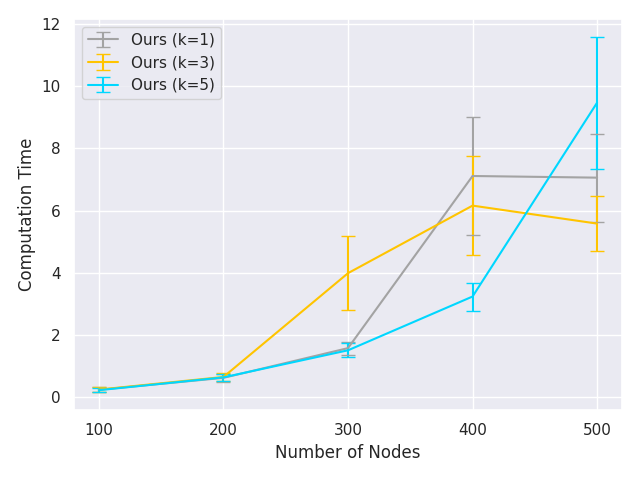 12
10
8
6
4
2
0
Computation Time
Ours (k=1)
Ours (k=3)
Ours (k=5)
100 200 300 400 500
Number of Nodes